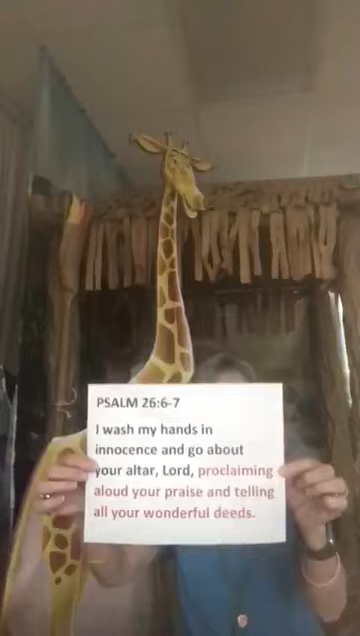 PSALM 26:6-7
I wash my hands in
innocence and go about
your altar, Lord, proclaiming
aloud your praise and telling
all your wonderful deeds.